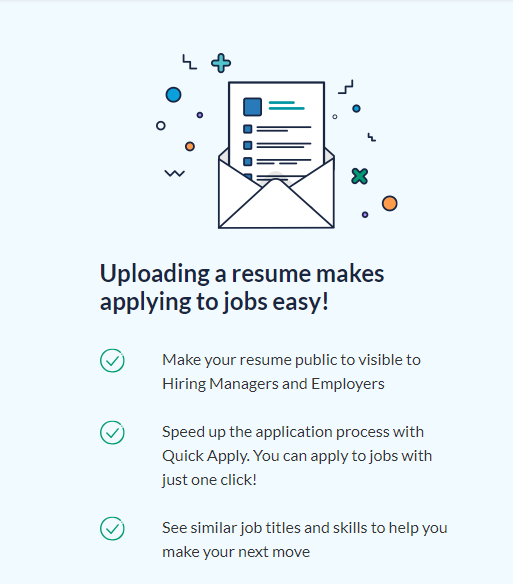 Uploading a resume makes
applying to jobs easy!
Make your resume public to visible to
Hiring Managers and Employers
Speed up the application process with
Quick Apply. You can apply to jobs with
just one click!
See similar job titles and skills to help you
make your next move